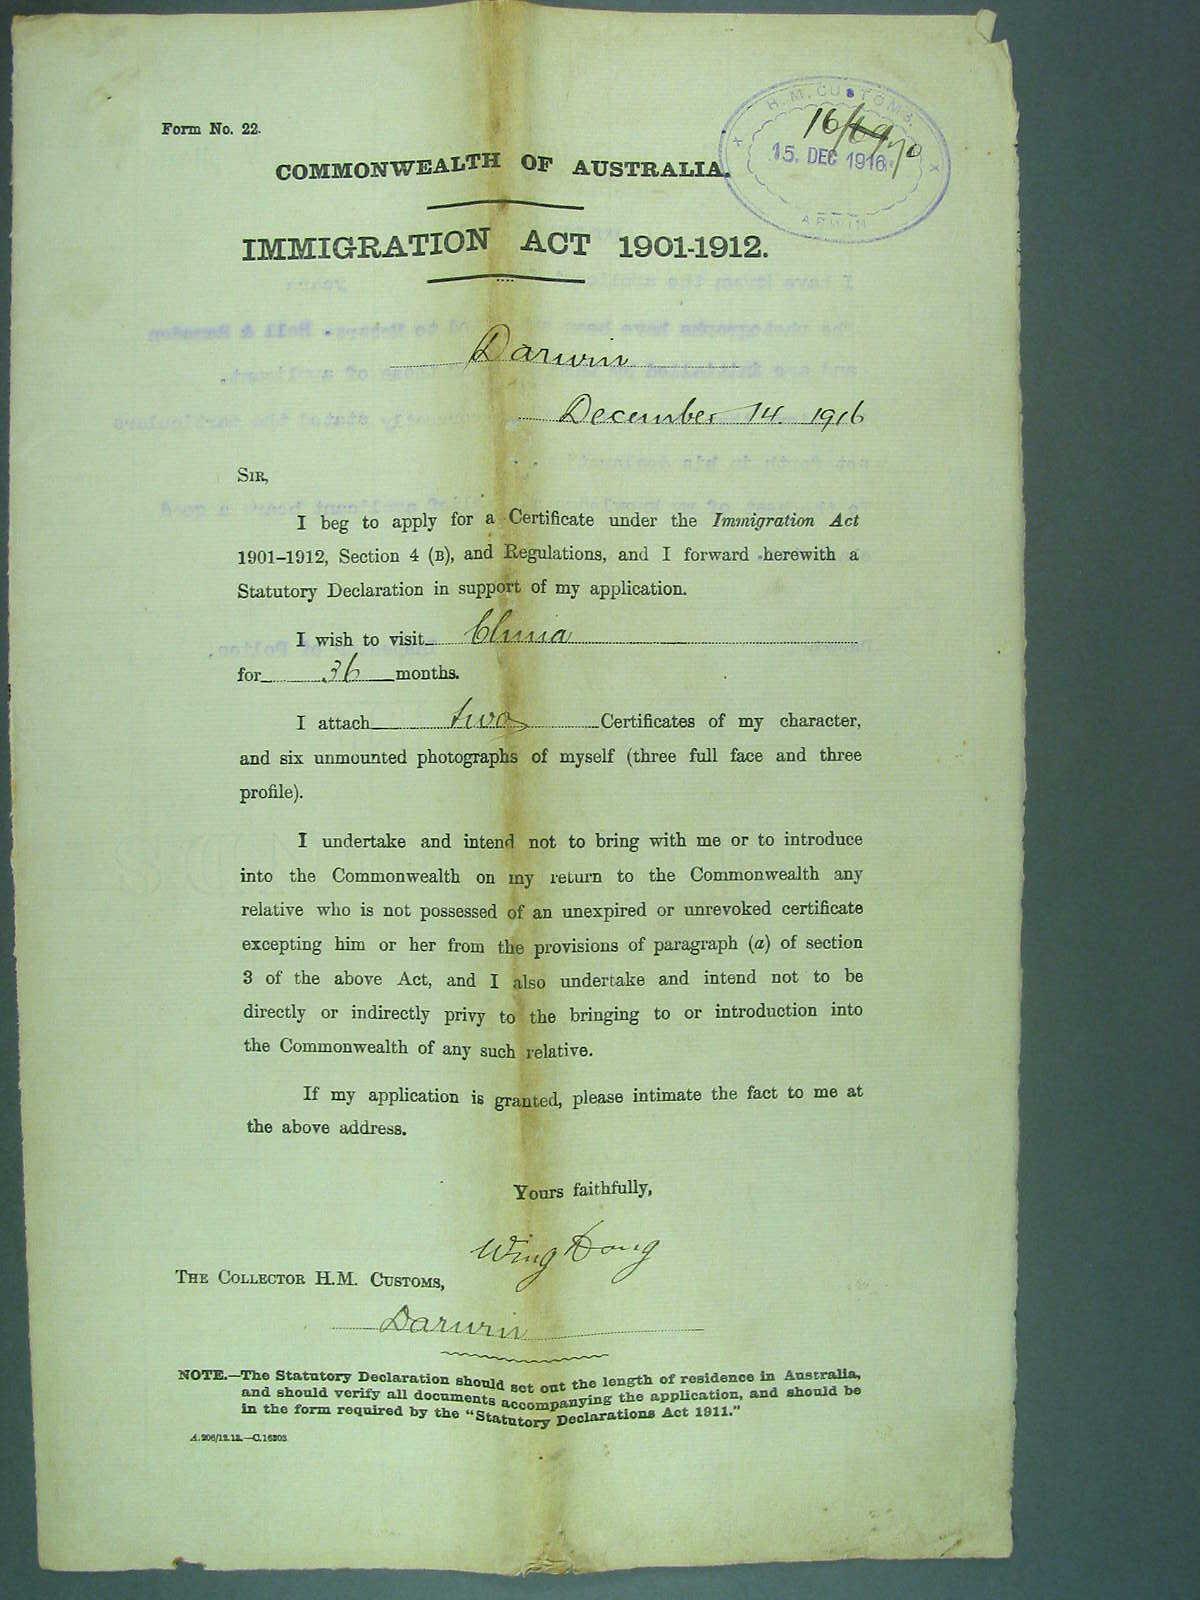 Form No. 22.
H. M. CUSTOMS.
15. DEC 1916
COMMONWEALTH OF AUSTRALIA.
IMMIGRATION ACT 1901-1912.
Darwin
December 14. 1916
SIR,
I beg to apply for a Certificate under the Immigration Act
1901–1912, Section 4 (B), and Regulations, and I forward herewith a
Statutory Declaration in support of my application.
I wish to visit China
for 36 months.
I attach two Certificates of my character,
and six unmounted photographs of myself (three full face and three
profile).
I undertake and intend not to bring with me or to introduce
into the Commonwealth on my return to the Commonwealth any
relative who is not possessed of an unexpired or unrevoked certificate
excepting him or her from the provisions of paragraph (a) of section
3 of the above Act, and I also undertake and intend not to be
directly or indirectly privy to the bringing to or introduction into
the Commonwealth of any such relative.
If my application is granted, please intimate the fact to me at
the above address.
Yours faithfully,
Wing Dong
THE COLLECTOR H.M. CUSTOMS,
Darwin
NOTE.—The Statutory Declaration should set out the length of residence in Australia,
and should verify all documents accompanying the application, and should be
in the form required by the "Statutory Declarations Act 1911."